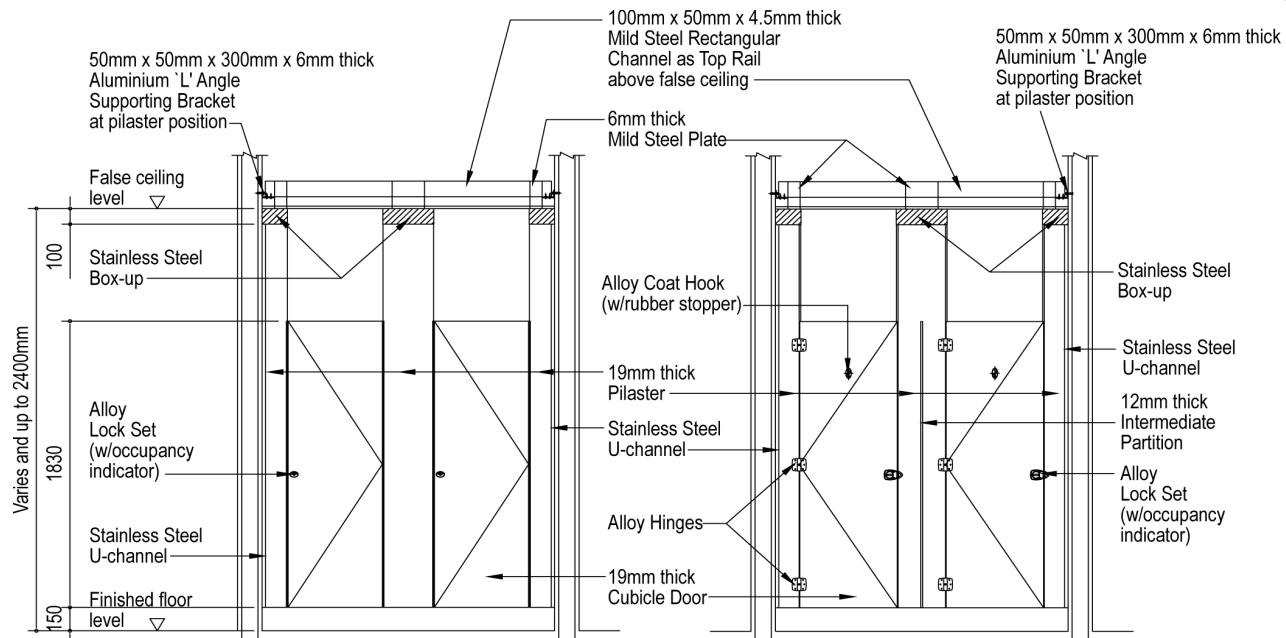 50mm x 50mm x 300mm x 6mm thick
Aluminium `L' Angle
Supporting Bracket
at pilaster position
100mm x 50mm x 4.5mm thick
Mild Steel Rectangular
Channel as Top Rail
above false ceiling
6mm thick
Mild Steel Plate
50mm x 50mm x 300mm x 6mm thick
Aluminium `L' Angle
Supporting Bracket
at pilaster position
False ceiling
level
100
Stainless Steel
Box-up
Alloy Coat Hook
(w/rubber stopper)
Stainless Steel
Box-up
Varies and up to 2400mm
1830
Alloy
Lock Set
(w/occupancy
indicator)
19mm thick
Pilaster
Stainless Steel
U-channel
Stainless Steel
U-channel
12mm thick
Intermediate
Partition
Alloy
Lock Set
(w/occupancy
indicator)
Stainless Steel
U-channel
Alloy Hinges
19mm thick
Cubicle Door
Finished floor
level
150